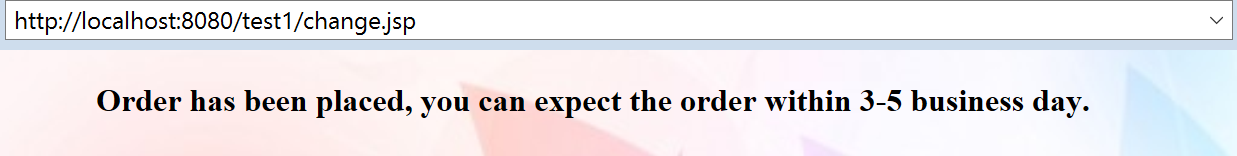 http://localhost:8080/test1/change.jsp
Order has been placed, you can expect the order within 3-5 business day.